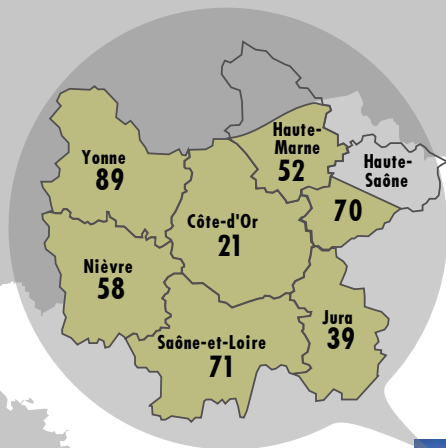 Haute-
Marne
52
Yonne
89
Haute-
Saône
70
Côte-d'Or
21
Nièvre
58
Jura
39
Saône-et-Loire
71